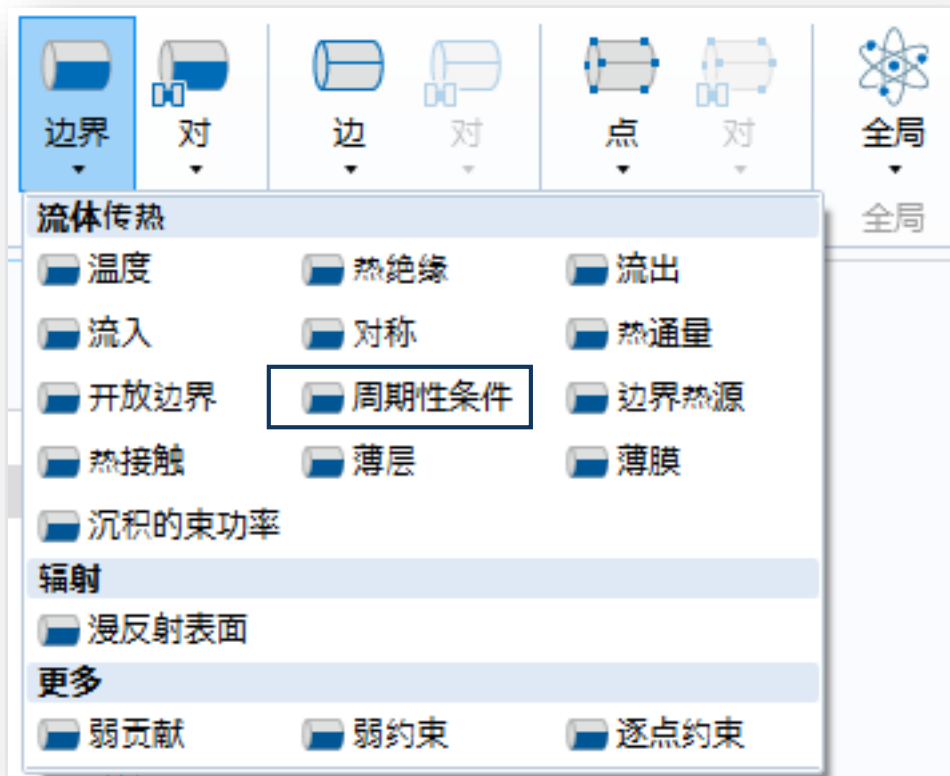 边界 对 边 对 点 对 全局
全局
流体传热
温度 热绝缘 流出
流入 对称 热通量
开放边界 周期性条件 边界热源
热接触 薄层 薄膜
沉积的束功率
辐射
漫反射表面
更多
弱贡献 弱约束 逐点约束